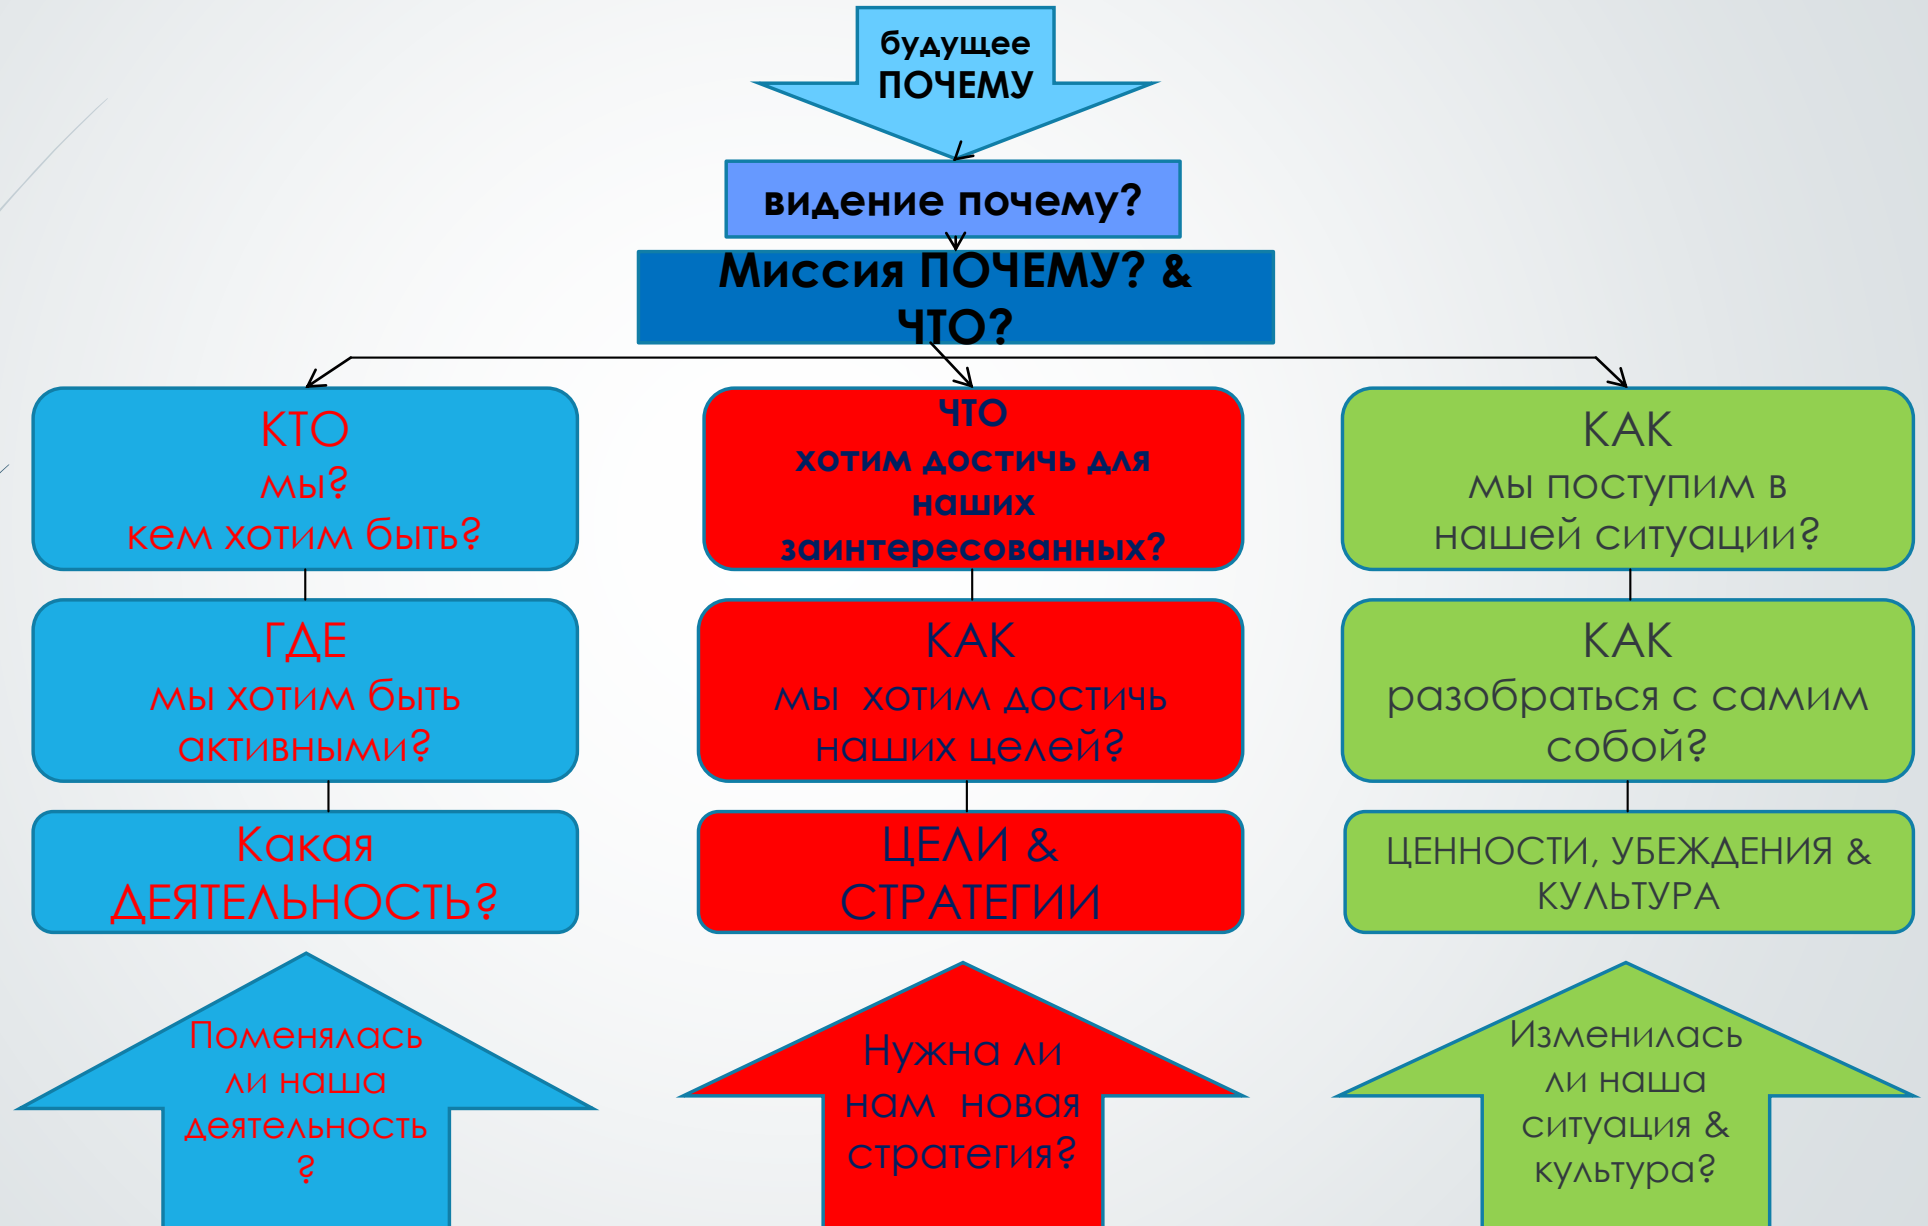 будущее
ПОЧЕМУ
видение почему?
Миссия ПОЧЕМУ? &
ЧТО?
КТО
мы?
кем хотим быть?
ЧТО
хотим достичь для
наших
заинтересованных?
КАК
мы поступим в
нашей ситуации?
ГДЕ
мы хотим быть
активными?
КАК
мы хотим достичь
наших целей?
КАК
разобраться с самим
собой?
Какая
ДЕЯТЕЛЬНОСТЬ?
ЦЕЛИ &
СТРАТЕГИИ
ЦЕННОСТИ, УБЕЖДЕНИЯ &
КУЛЬТУРА
Поменялась
ли наша
деятельность
?
Нужна ли
нам новая
стратегия?
Изменилась
ли наша
ситуация &
культура?